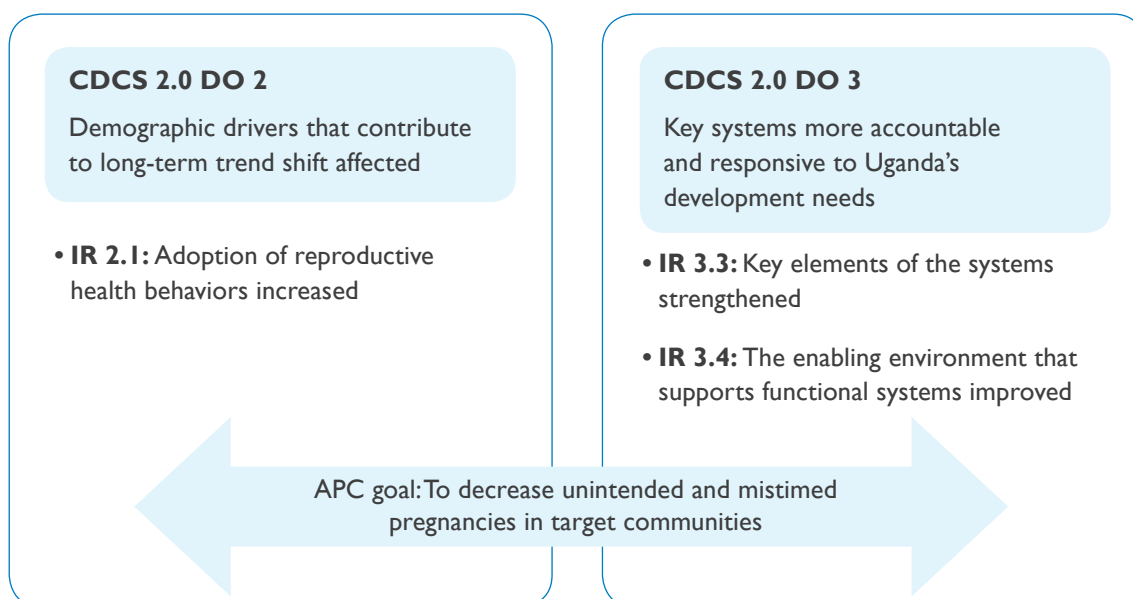 CDCS 2.0 DO 2
Demographic drivers that contribute
to long-term trend shift affected
• IR 2.1: Adoption of reproductive
health behaviors increased
CDCS 2.0 DO 3
Key systems more accountable
and responsive to Uganda’s
development needs
• IR 3.3: Key elements of the systems
strengthened
• IR 3.4: The enabling environment that
supports functional systems improved
APC goal: To decrease unintended and mistimed
pregnancies in target communities